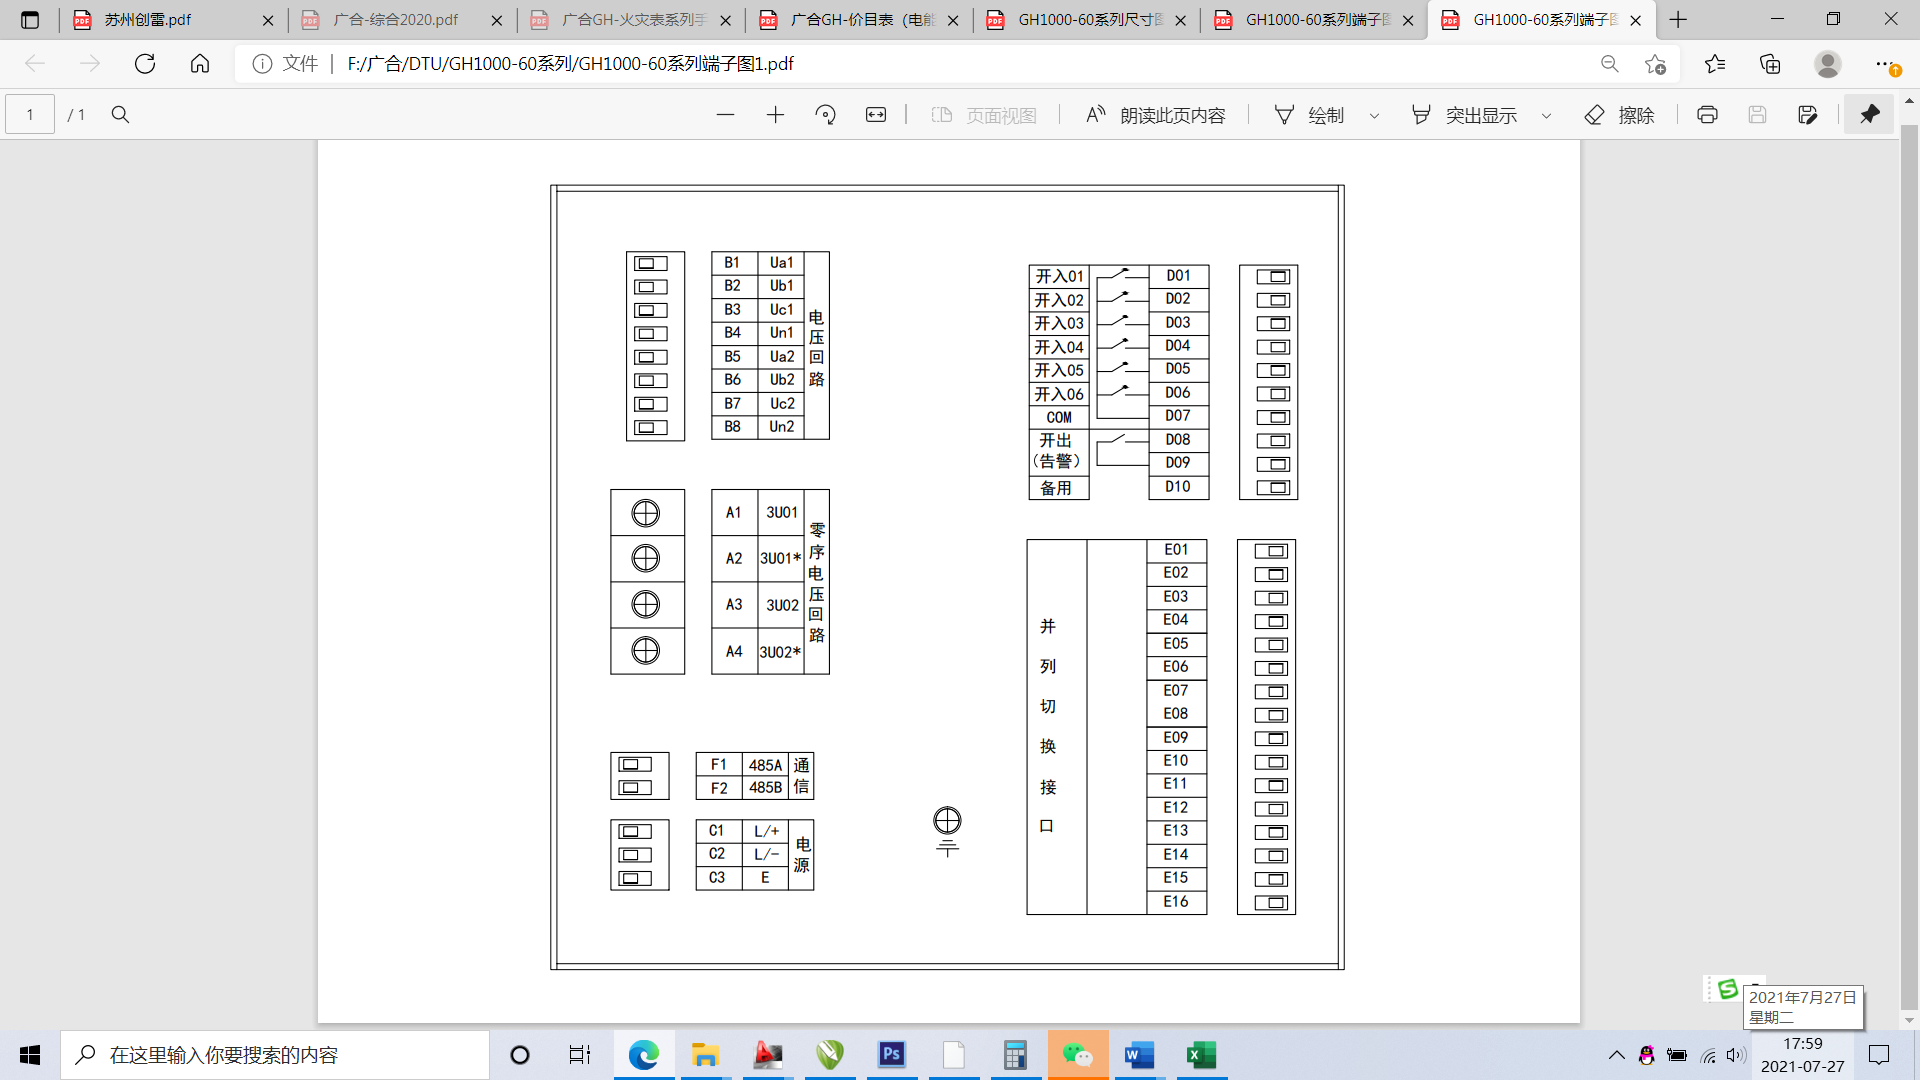 苏州创雷.pdf
广合-综合2020.pdf
广合GH-火灾表系列手
广合GH-价目表（电能
GH1000-60系列尺寸图
GH1000-60系列端子图
GH1000-60系列端子图
文件 F:/广合/DTU/GH1000-60系列/GH1000-60系列端子图1.pdf
1 / 1
页面视图
朗读此页内容
绘制
突出显示
擦除
B1 Ua1
B2 Ub1
B3 Uc1
B4 Un1
B5 Ua2
B6 Ub2
B7 Uc2
B8 Un2
电压回路
A1 3U01
A2 3U01*
A3 3U02
A4 3U02*
零序电压回路
F1 485A
F2 485B
通信
C1 L/+
C2 L/-
C3 E
电源
开入01 D01
开入02 D02
开入03 D03
开入04 D04
开入05 D05
开入06 D06
COM D07
开出 D08
(告警) D09
备用 D10
并列切换接口
E01
E02
E03
E04
E05
E06
E07
E08
E09
E10
E11
E12
E13
E14
E15
E16
2021年7月27日
星期二
在这里输入你要搜索的内容
17:59
2021-07-27